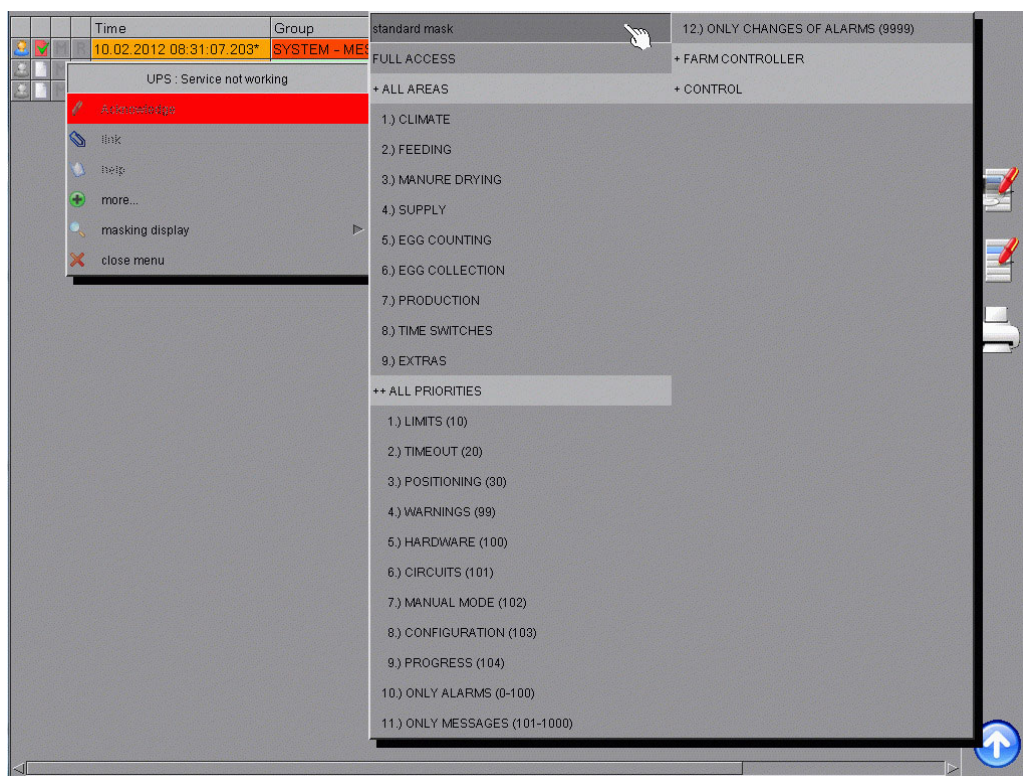 Time Group
M R 10.02.2012 08:31:07.203* SYSTEM - MES
UPS : Service not working
Acknowledge
link
help
more...
masking display
close menu
standard mask
FULL ACCESS
+ ALL AREAS
1.) CLIMATE
2.) FEEDING
3.) MANURE DRYING
4.) SUPPLY
5.) EGG COUNTING
6.) EGG COLLECTION
7.) PRODUCTION
8.) TIME SWITCHES
9.) EXTRAS
++ ALL PRIORITIES
1.) LIMITS (10)
2.) TIMEOUT (20)
3.) POSITIONING (30)
4.) WARNINGS (99)
5.) HARDWARE (100)
6.) CIRCUITS (101)
7.) MANUAL MODE (102)
8.) CONFIGURATION (103)
9.) PROGRESS (104)
10.) ONLY ALARMS (0-100)
11.) ONLY MESSAGES (101-1000)
12.) ONLY CHANGES OF ALARMS (9999)
+ FARM CONTROLLER
+ CONTROL